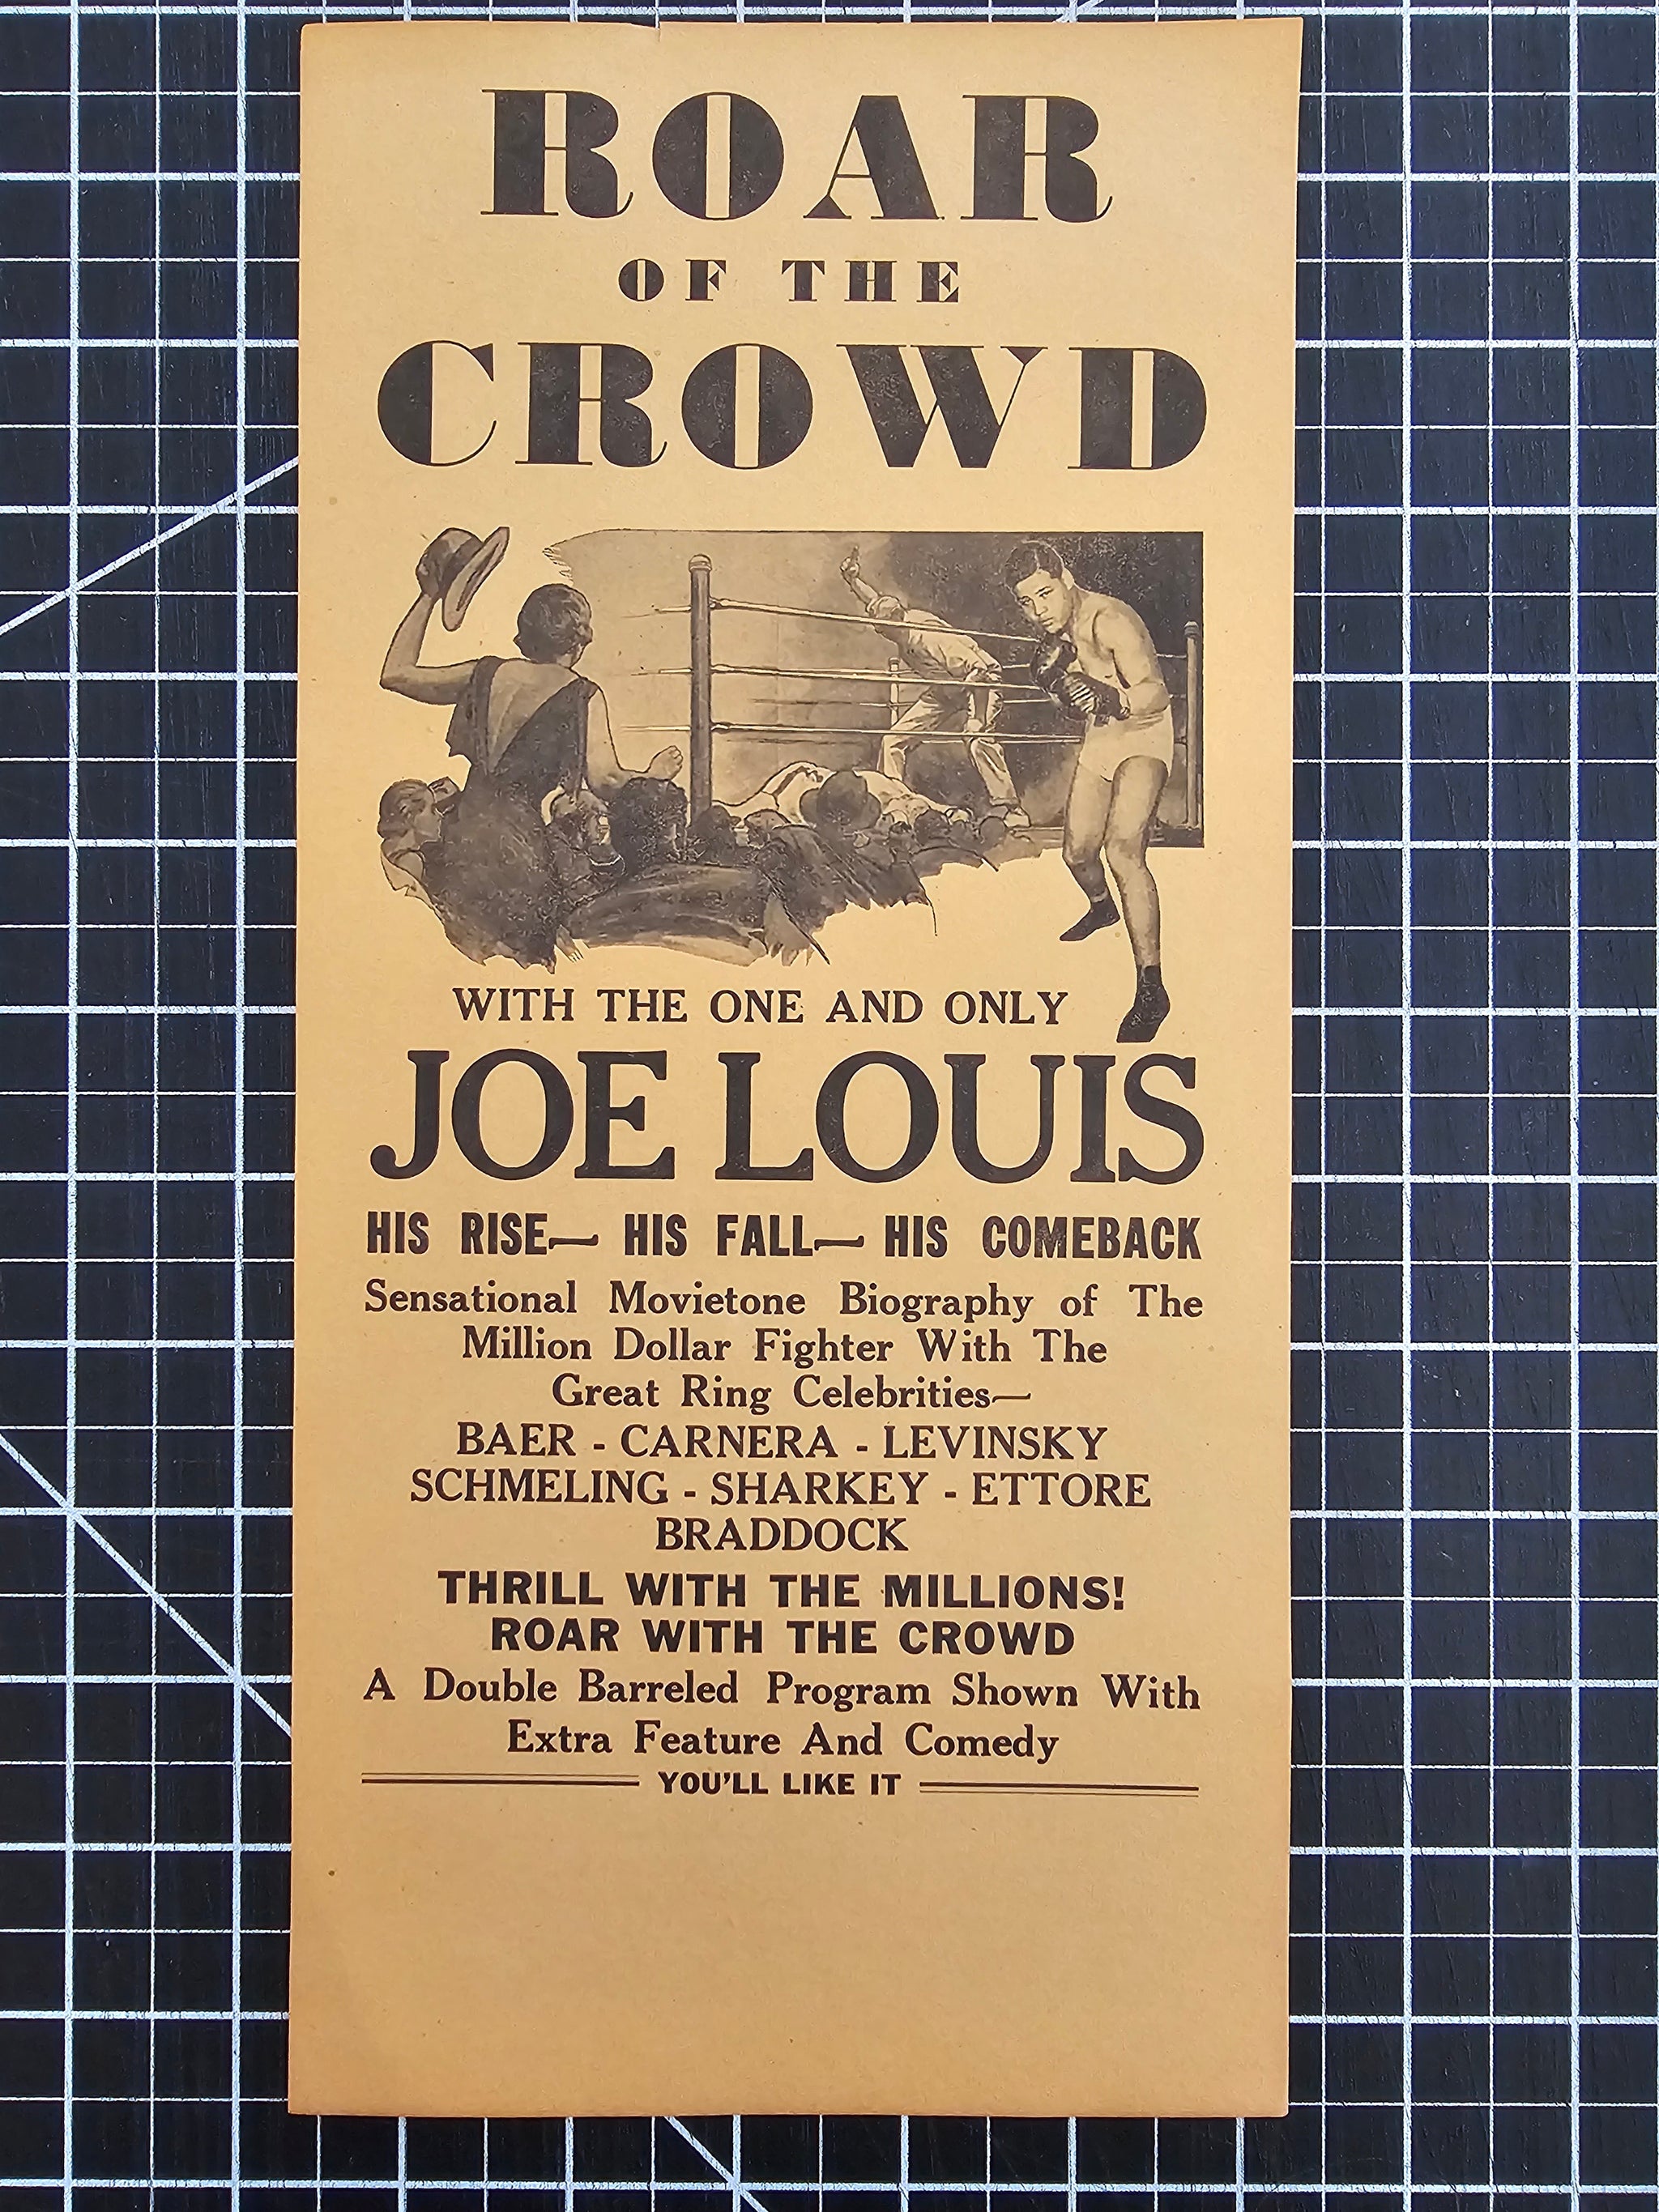 ROAR
OF THE
CROWD
WITH THE ONE AND ONLY
JOE LOUIS
HIS RISE— HIS FALL— HIS COMEBACK
Sensational Movietone Biography of The
Million Dollar Fighter With The
Great Ring Celebrities—
BAER - CARNERA - LEVINSKY
SCHMELING - SHARKEY - ETTORE
BRADDOCK
THRILL WITH THE MILLIONS!
ROAR WITH THE CROWD
A Double Barreled Program Shown With
Extra Feature And Comedy
YOU'LL LIKE IT